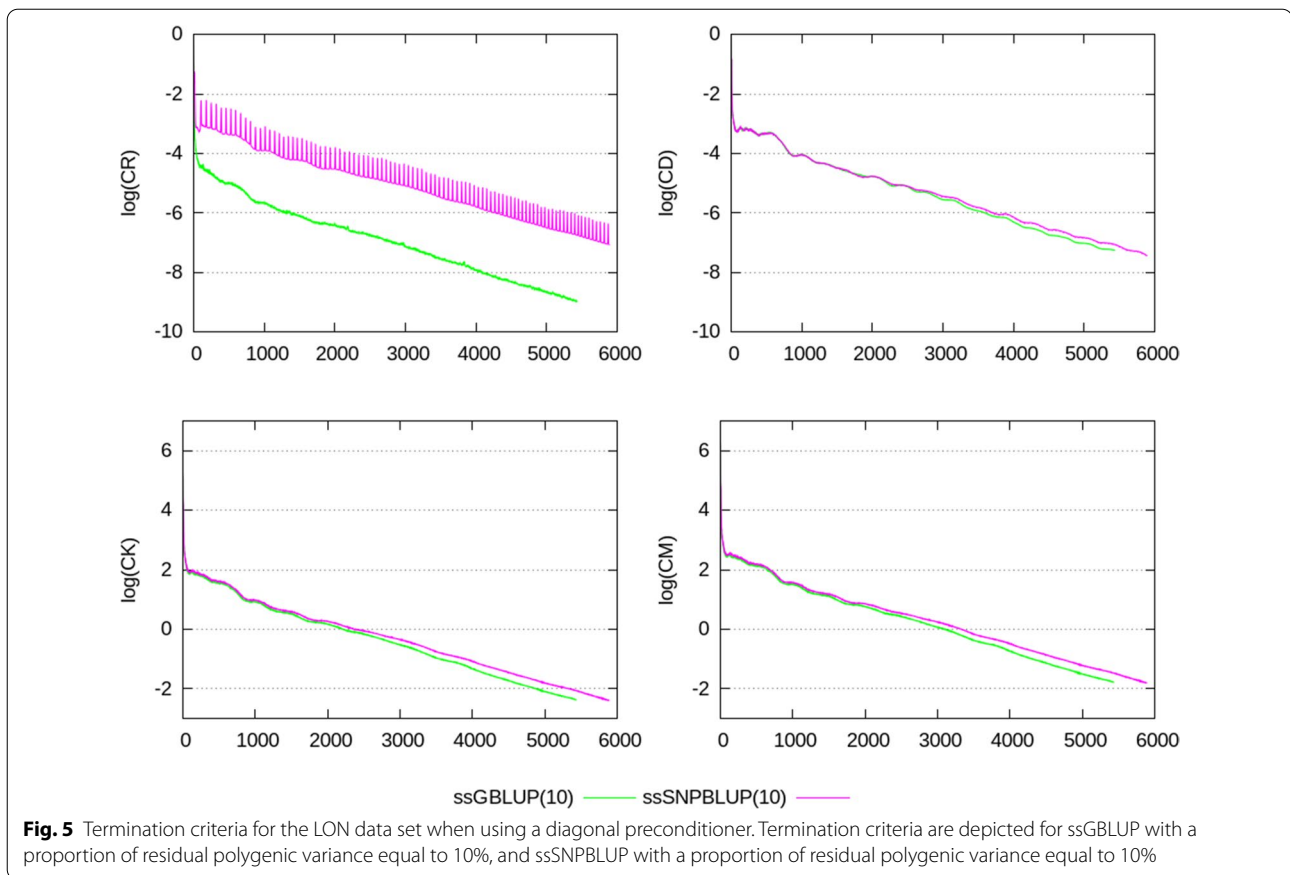 0
-2
-4
-6
-8
-10
log(CR)
0 1000 2000 3000 4000 5000 6000
0
-2
-4
-6
-8
-10
log(CD)
0 1000 2000 3000 4000 5000 6000
6
4
2
0
-2
log(CK)
0 1000 2000 3000 4000 5000 6000
6
4
2
0
-2
log(CM)
0 1000 2000 3000 4000 5000 6000
ssGBLUP(10) ssSNPBLUP(10)
Fig. 5 Termination criteria for the LON data set when using a diagonal preconditioner. Termination criteria are depicted for ssGBLUP with a
proportion of residual polygenic variance equal to 10%, and ssSNPBLUP with a proportion of residual polygenic variance equal to 10%